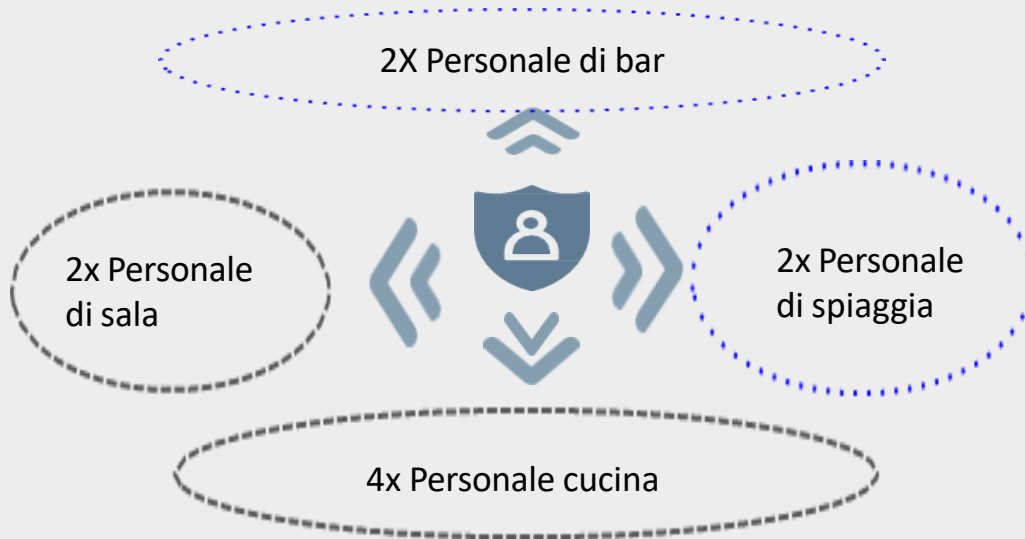 2X Personale di bar
2x Personale
di sala
2x Personale
di spiaggia
4x Personale cucina